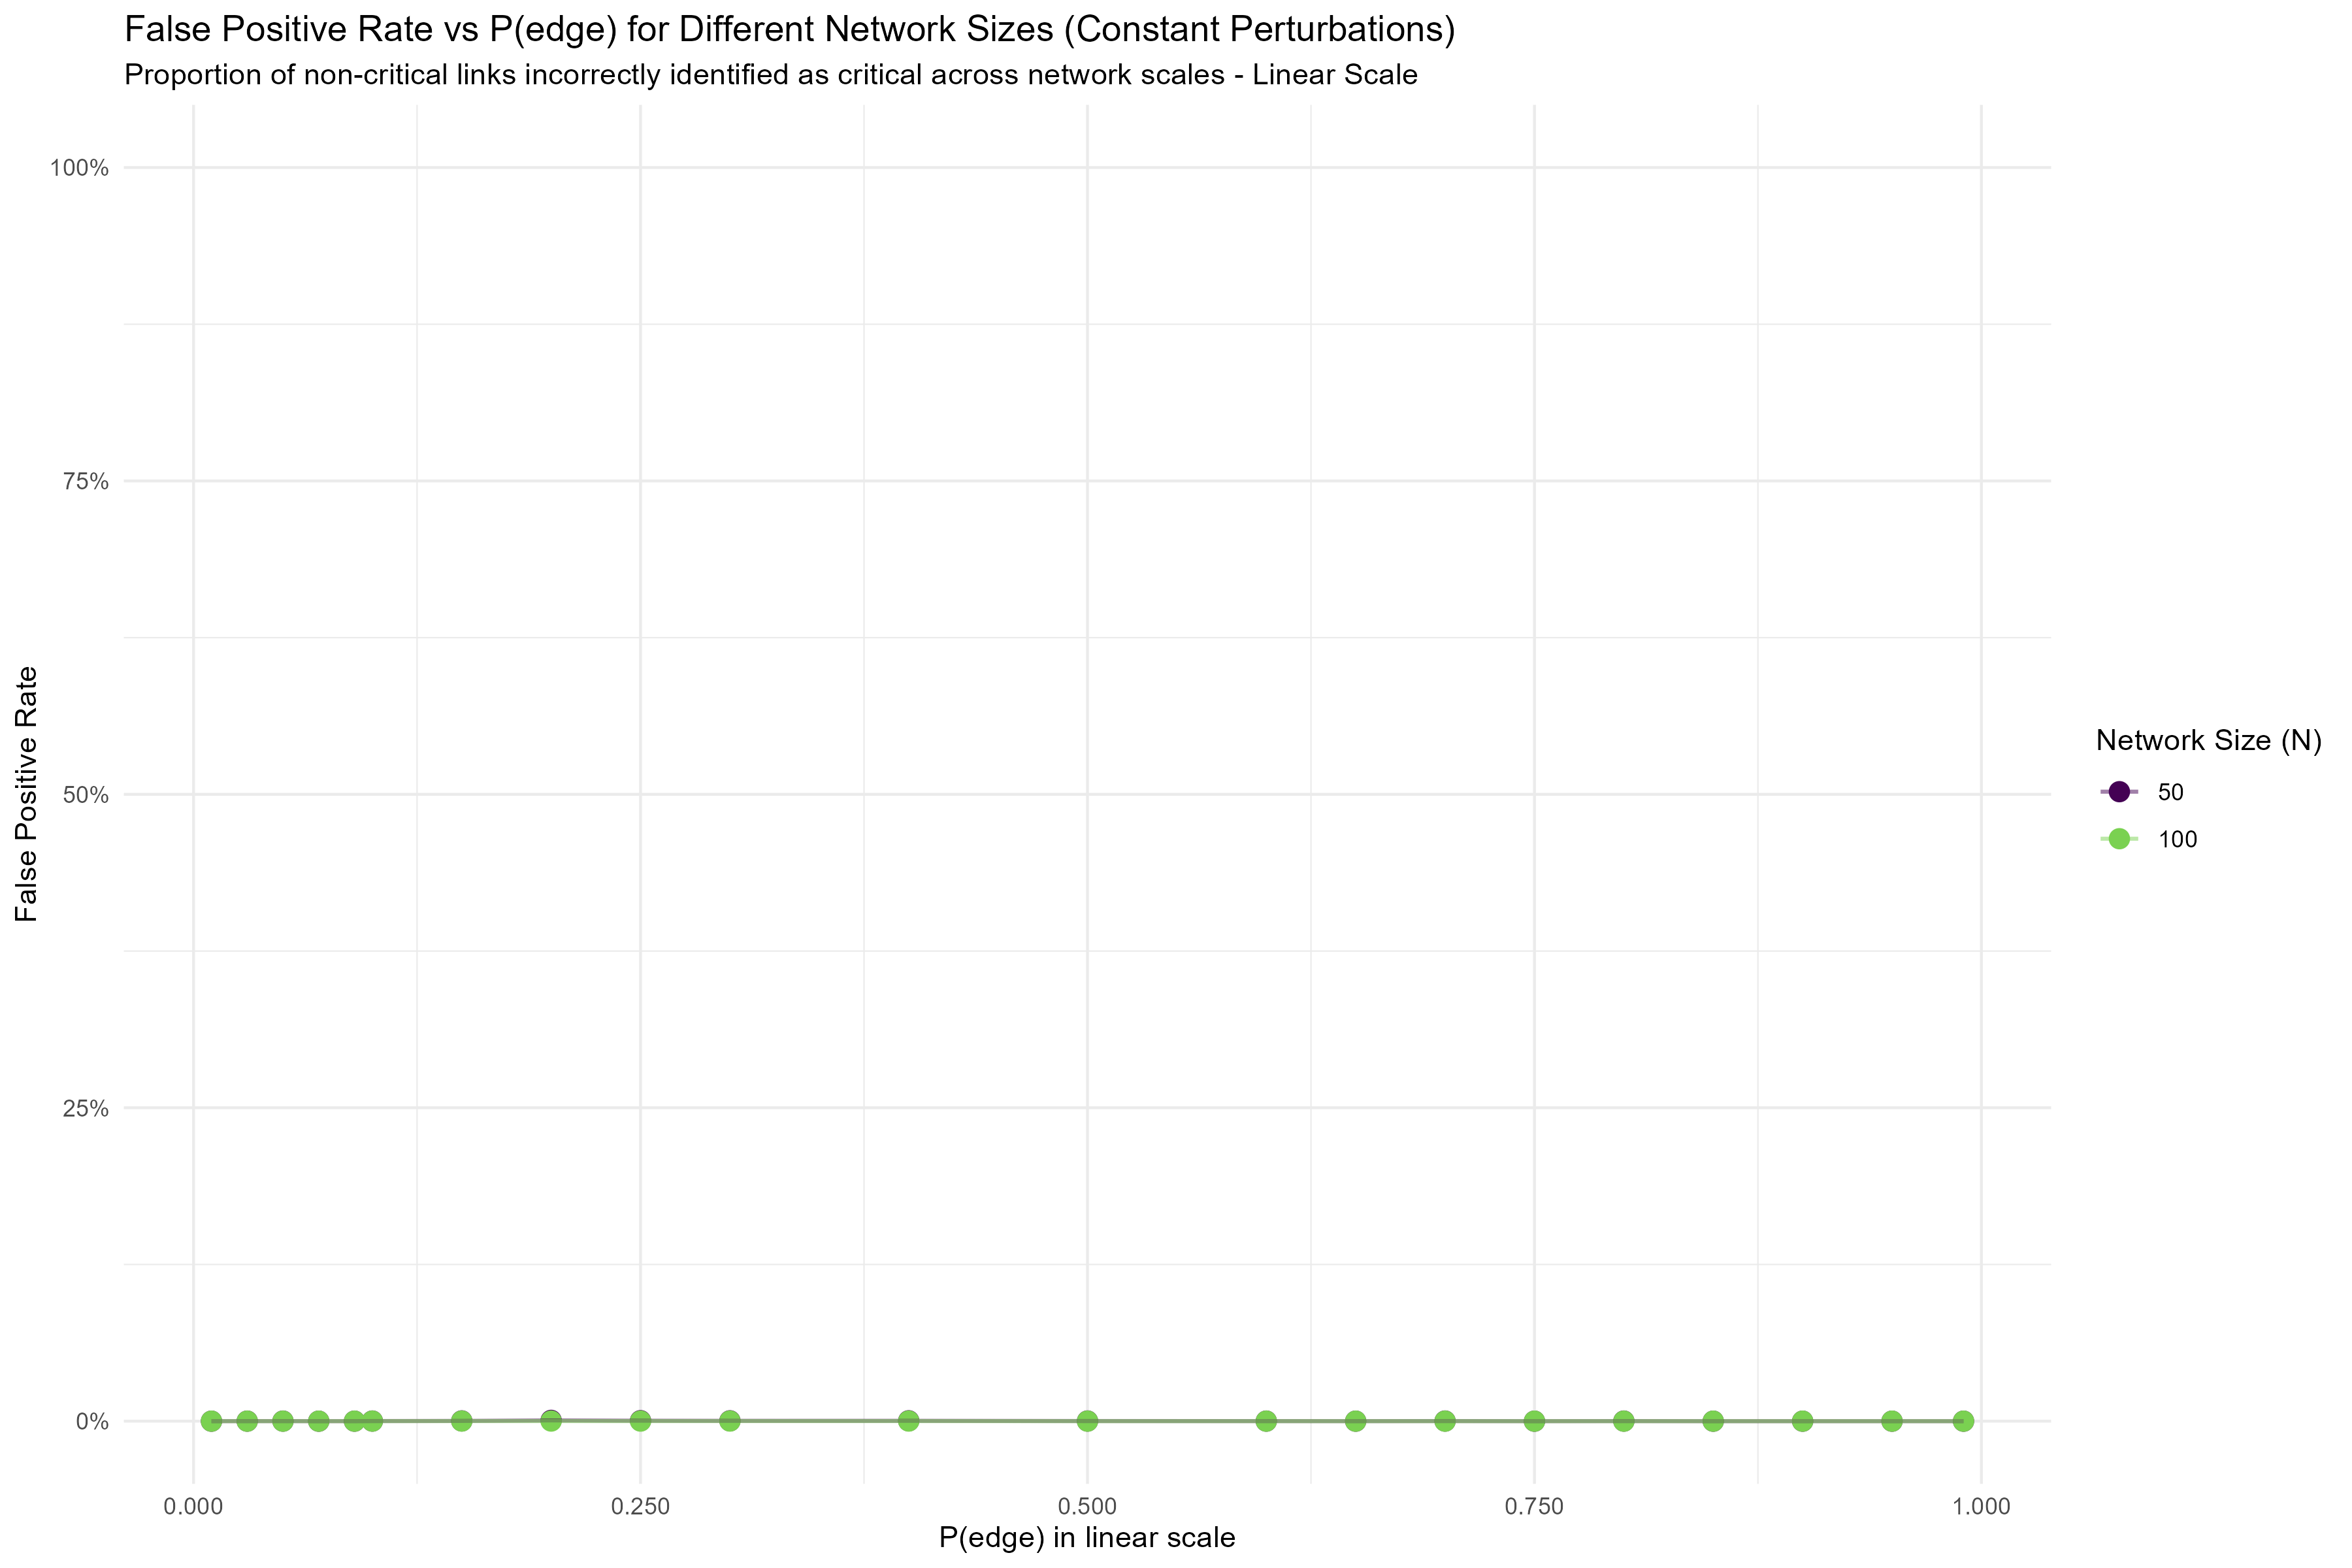 False Positive Rate vs P(edge) for Different Network Sizes (Constant Perturbations)
Proportion of non-critical links incorrectly identified as critical across network scales - Linear Scale
100%
75%
50%
25%
0%
False Positive Rate
0.000
0.250
0.500
0.750
1.000
P(edge) in linear scale
Network Size (N)
50
100